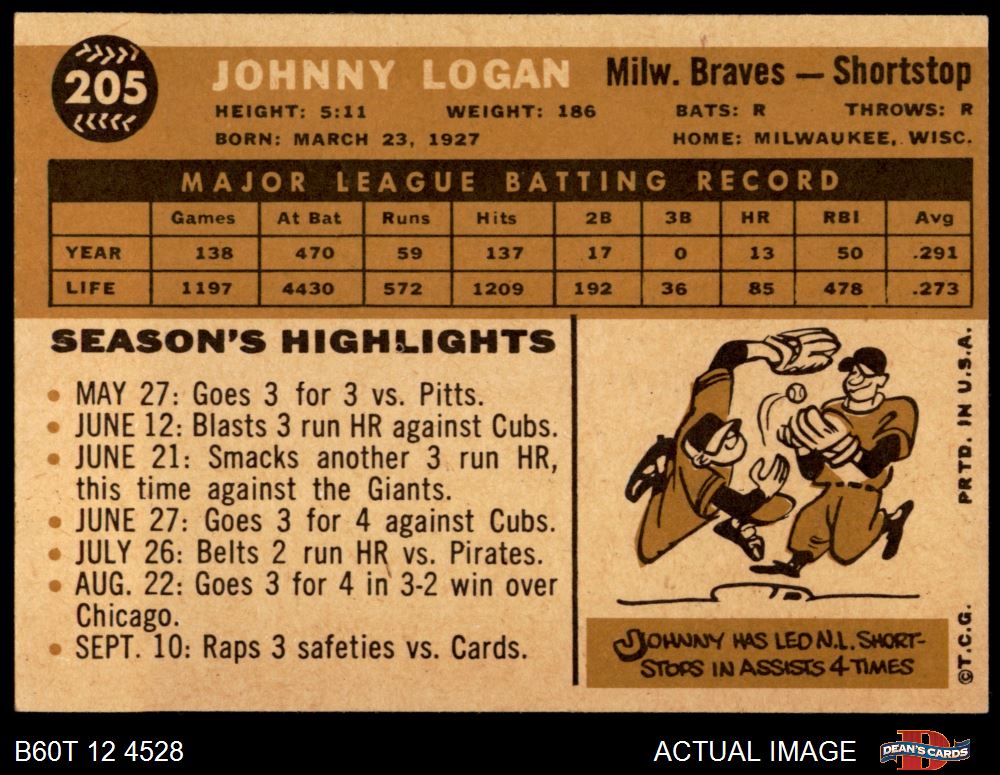 205
JOHNNY LOGAN
Milw. Braves — Shortstop
HEIGHT: 5:11 WEIGHT: 186 BATS: R THROWS: R
BORN: MARCH 23, 1927 HOME: MILWAUKEE, WISC.
MAJOR LEAGUE BATTING RECORD
Games At Bat Runs Hits 2B 3B HR RBI Avg
YEAR 138 470 59 137 17 0 13 50 .291
LIFE 1197 4430 572 1209 192 36 85 478 .273
SEASON'S HIGHLIGHTS
• MAY 27: Goes 3 for 3 vs. Pitts.
• JUNE 12: Blasts 3 run HR against Cubs.
• JUNE 21: Smacks another 3 run HR,
this time against the Giants.
• JUNE 27: Goes 3 for 4 against Cubs.
• JULY 26: Belts 2 run HR vs. Pirates.
• AUG. 22: Goes 3 for 4 in 3-2 win over
Chicago.
• SEPT. 10: Raps 3 safeties vs. Cards.
JOHNNY HAS LED N.L. SHORT-
STOPS IN ASSISTS 4 TIMES
©T.C.G. PRTD. IN U.S.A.
B60T 12 4528
ACTUAL IMAGE
D
DEAN'S CARDS